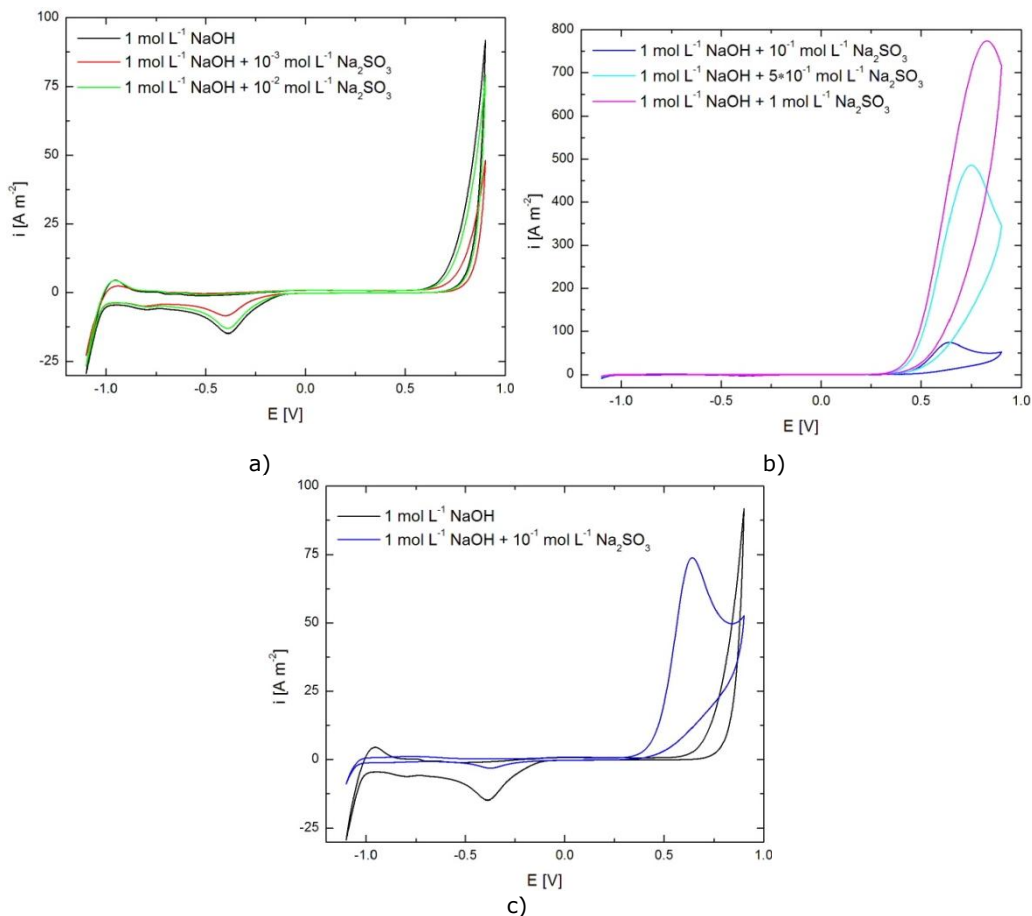 100
75
50
25
0
-25
i [A m⁻²]
1 mol L⁻¹ NaOH
1 mol L⁻¹ NaOH + 10⁻³ mol L⁻¹ Na₂SO₃
1 mol L⁻¹ NaOH + 10⁻² mol L⁻¹ Na₂SO₃
-1.0 -0.5 0.0 0.5 1.0
E [V]
a)
800
700
600
500
400
300
200
100
0
i [A m⁻²]
1 mol L⁻¹ NaOH + 10⁻¹ mol L⁻¹ Na₂SO₃
1 mol L⁻¹ NaOH + 5*10⁻¹ mol L⁻¹ Na₂SO₃
1 mol L⁻¹ NaOH + 1 mol L⁻¹ Na₂SO₃
-1.0 -0.5 0.0 0.5 1.0
E [V]
b)
100
75
50
25
0
-25
i [A m⁻²]
1 mol L⁻¹ NaOH
1 mol L⁻¹ NaOH + 10⁻¹ mol L⁻¹ Na₂SO₃
-1.0 -0.5 0.0 0.5 1.0
E [V]
c)